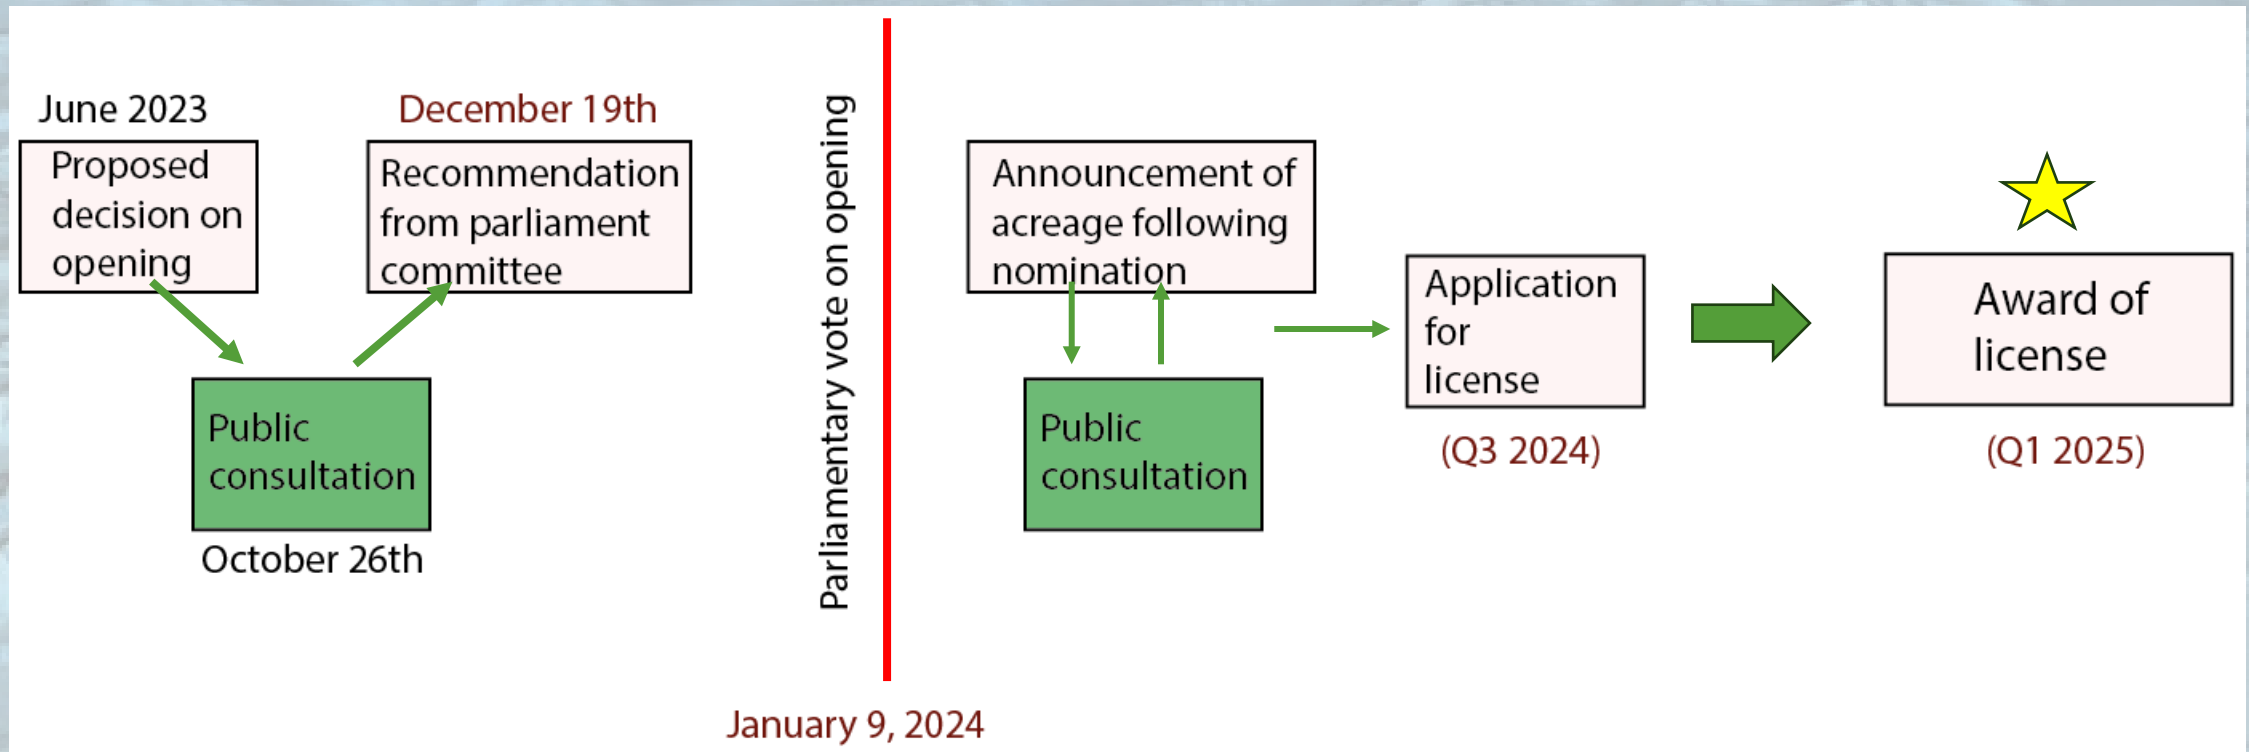 June 2023
Proposed
decision on
opening
Public
consultation
October 26th
December 19th
Recommendation
from parliament
committee
Parliamentary vote on opening
January 9, 2024
Announcement of
acreage following
nomination
Public
consultation
Application
for
license
(Q3 2024)
Award of
license
(Q1 2025)